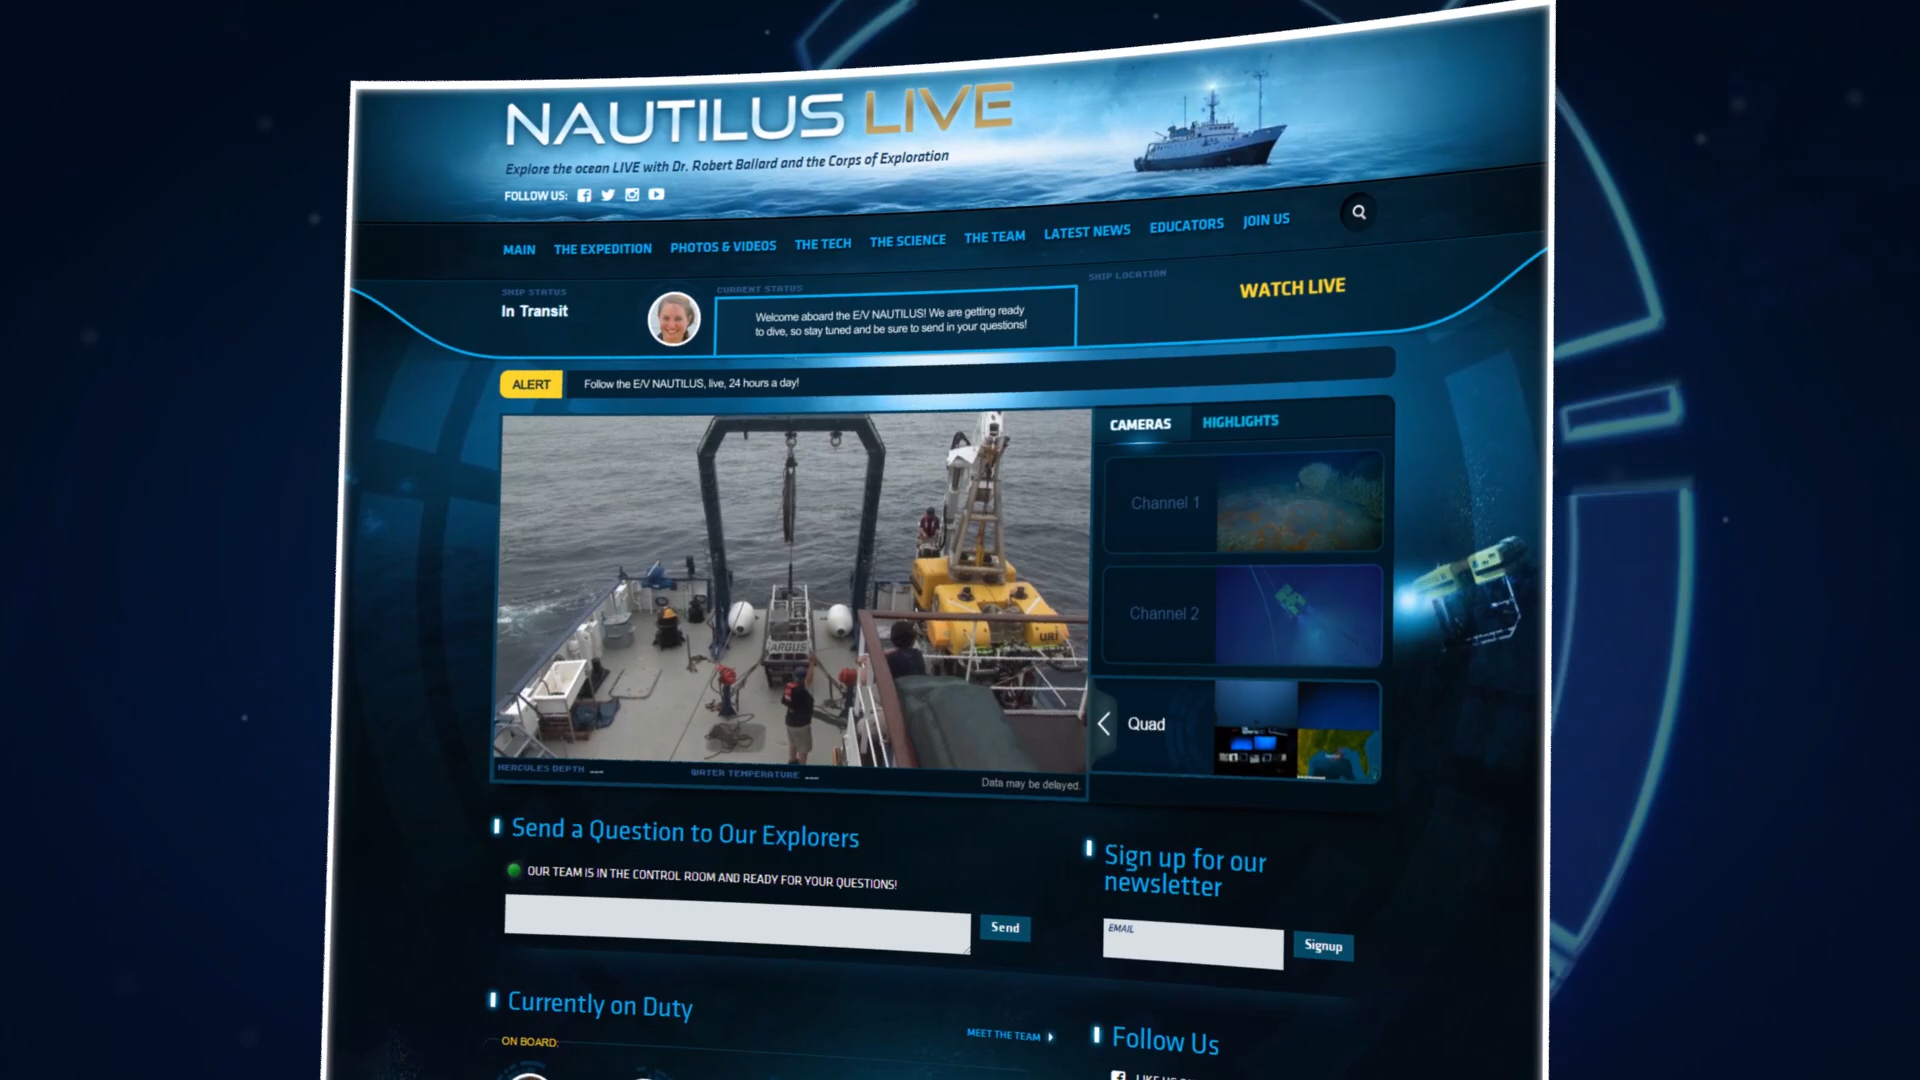 NAUTILUS LIVE
Explore the ocean LIVE with Dr. Robert Ballard and the Corps of Exploration
FOLLOW US:
MAIN THE EXPEDITION PHOTOS & VIDEOS THE TECH THE SCIENCE THE TEAM LATEST NEWS EDUCATORS JOIN US
SHIP STATUS
In Transit
CURRENT STATUS
Welcome aboard the E/V NAUTILUS! We are getting ready
to dive, so stay tuned and be sure to send in your questions!
SHIP LOCATION
WATCH LIVE
ALERT
Follow the E/V NAUTILUS, live, 24 hours a day!
ARGUS
URI
CAMERAS
HIGHLIGHTS
Channel 1
Channel 2
Quad
HERCULES DEPTH ---
WATER TEMPERATURE ---
Data may be delayed.
Send a Question to Our Explorers
OUR TEAM IS IN THE CONTROL ROOM AND READY FOR YOUR QUESTIONS!
Send
Sign up for our
newsletter
EMAIL
Signup
Currently on Duty
MEET THE TEAM
ON BOARD:
Follow Us